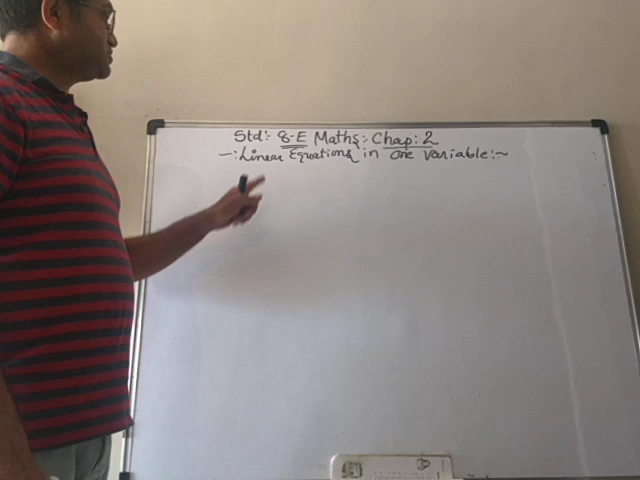 Std:- 8-E Maths:- Chap: 2
-:Linear Equations in one variable:~